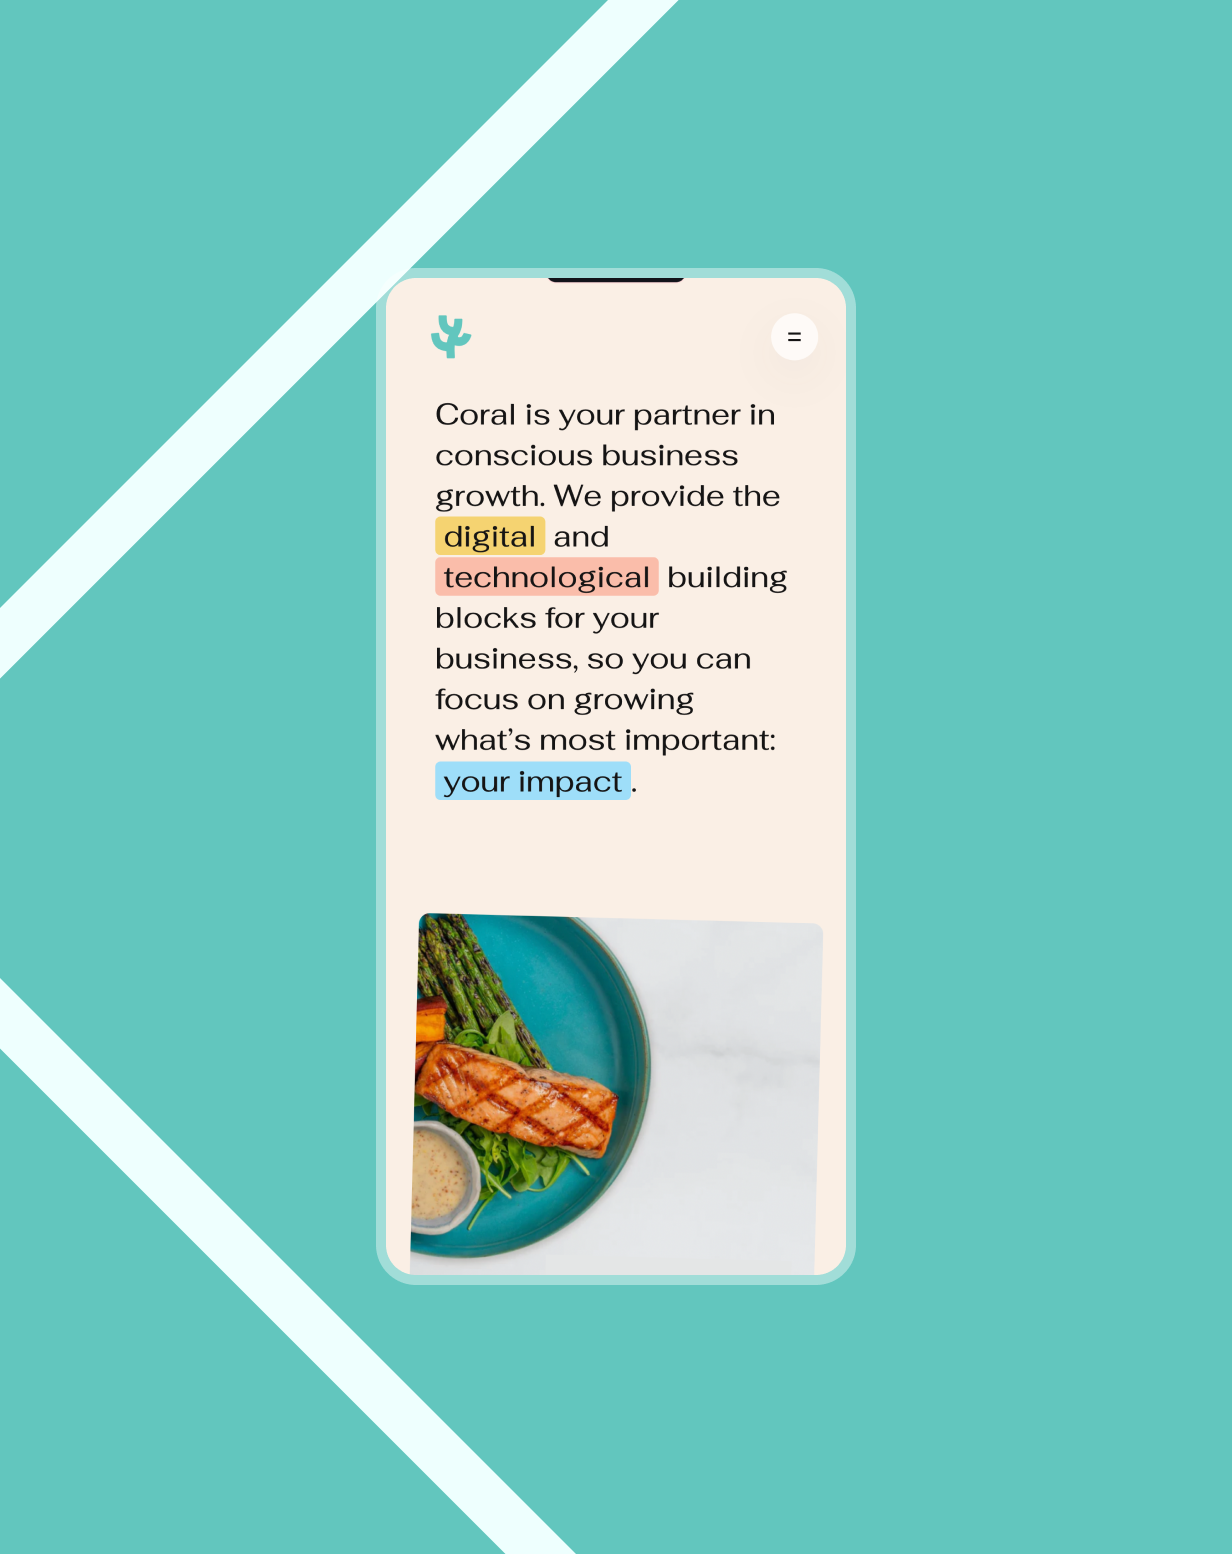 Coral is your partner in
conscious business
growth. We provide the
digital and
technological building
blocks for your
business, so you can
focus on growing
what’s most important:
your impact.